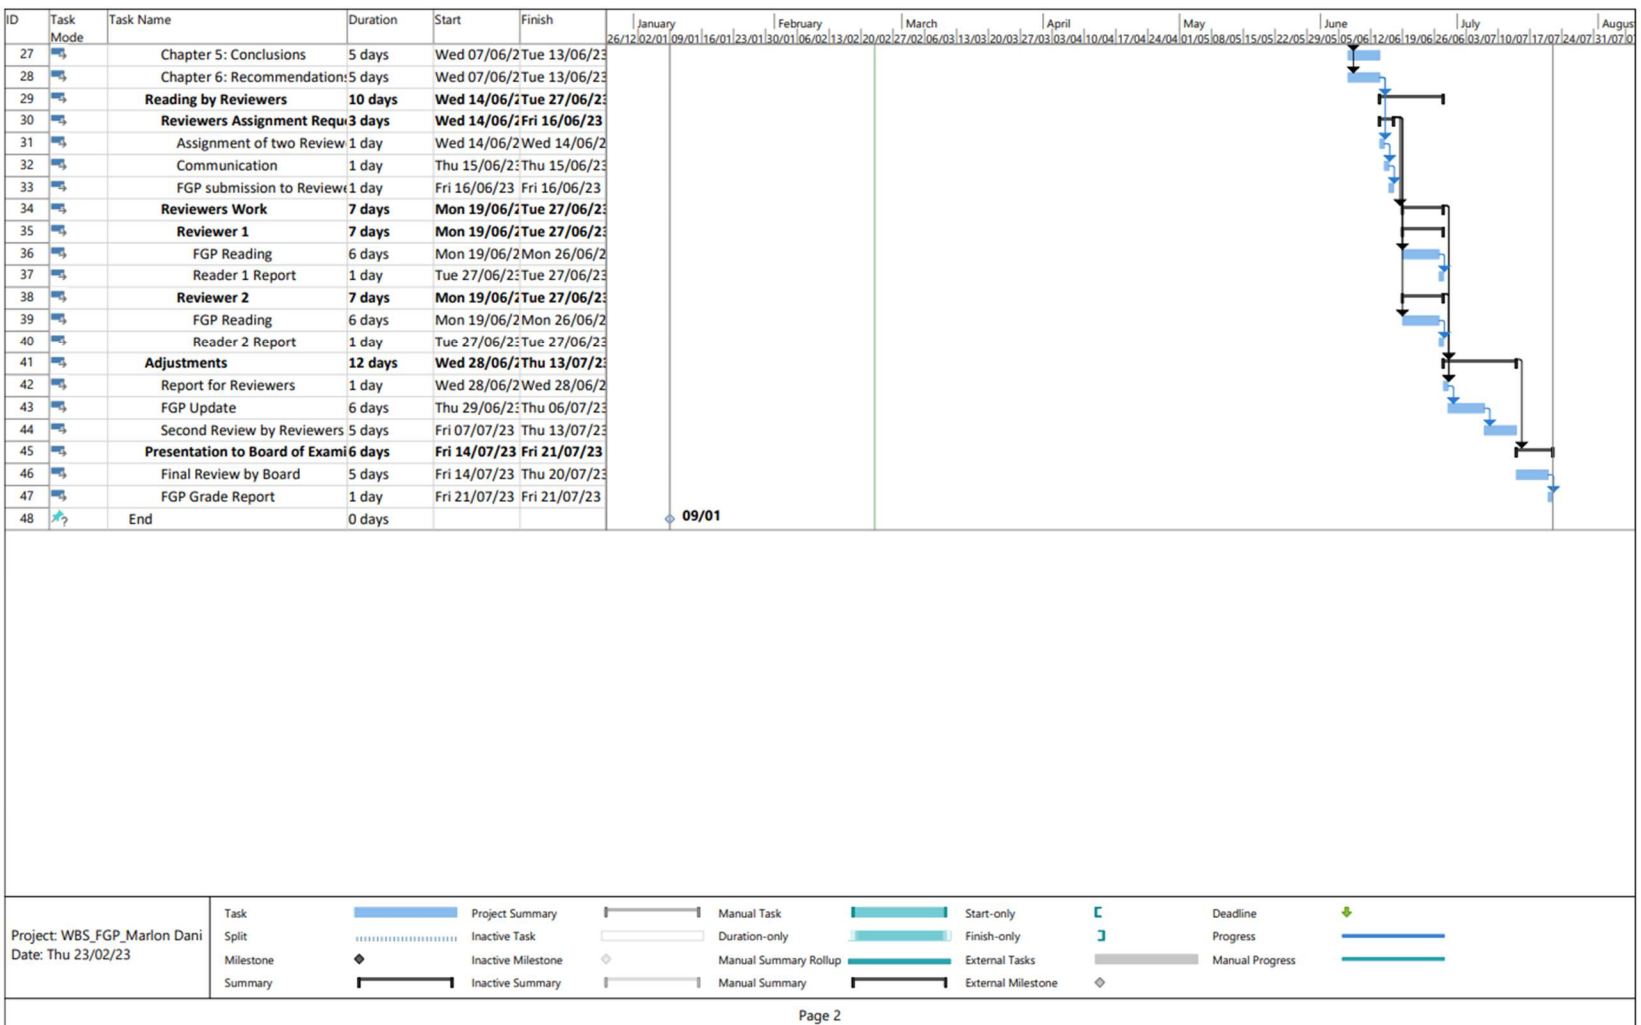 ID Task Mode Task Name Duration Start Finish
January February March April May June July Augus
26/12 02/01 09/01 16/01 23/01 30/01 06/02 13/02 20/02 27/02 06/03 13/03 20/03 27/03 03/04 10/04 17/04 24/04 01/05 08/05 15/05 22/05 29/05 05/06 12/06 19/06 26/06 03/07 10/07 17/07 24/07 31/07 07
27 Chapter 5: Conclusions 5 days Wed 07/06/2 Tue 13/06/23
28 Chapter 6: Recommendations 5 days Wed 07/06/2 Tue 13/06/23
29 Reading by Reviewers 10 days Wed 14/06/2 Tue 27/06/23
30 Reviewers Assignment Requ 3 days Wed 14/06/2 Fri 16/06/23
31 Assignment of two Review 1 day Wed 14/06/2 Wed 14/06/2
32 Communication 1 day Thu 15/06/23 Thu 15/06/23
33 FGP submission to Reviewe 1 day Fri 16/06/23 Fri 16/06/23
34 Reviewers Work 7 days Mon 19/06/2 Tue 27/06/23
35 Reviewer 1 7 days Mon 19/06/2 Tue 27/06/23
36 FGP Reading 6 days Mon 19/06/2 Mon 26/06/2
37 Reader 1 Report 1 day Tue 27/06/23 Tue 27/06/23
38 Reviewer 2 7 days Mon 19/06/2 Tue 27/06/23
39 FGP Reading 6 days Mon 19/06/2 Mon 26/06/2
40 Reader 2 Report 1 day Tue 27/06/23 Tue 27/06/23
41 Adjustments 12 days Wed 28/06/2 Thu 13/07/23
42 Report for Reviewers 1 day Wed 28/06/2 Wed 28/06/2
43 FGP Update 6 days Thu 29/06/23 Thu 06/07/23
44 Second Review by Reviewers 5 days Fri 07/07/23 Thu 13/07/23
45 Presentation to Board of Exami 6 days Fri 14/07/23 Fri 21/07/23
46 Final Review by Board 5 days Fri 14/07/23 Thu 20/07/23
47 FGP Grade Report 1 day Fri 21/07/23 Fri 21/07/23
48 End 0 days 09/01
Project: WBS_FGP_Marlon Dani
Date: Thu 23/02/23
Task Project Summary Manual Task Start-only Deadline
Split Inactive Task Duration-only Finish-only Progress
Milestone Inactive Milestone Manual Summary Rollup External Tasks Manual Progress
Summary Inactive Summary Manual Summary External Milestone
Page 2